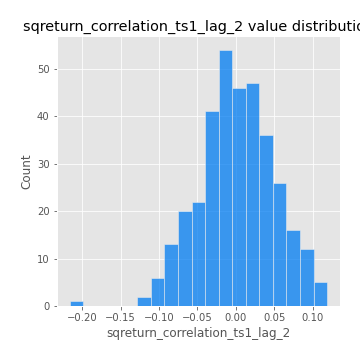 sqreturn_correlation_ts1_lag_2 value distributio
50
40
30
20
10
0
Count
−0.20 −0.15 −0.10 −0.05 0.00 0.05 0.10
sqreturn_correlation_ts1_lag_2